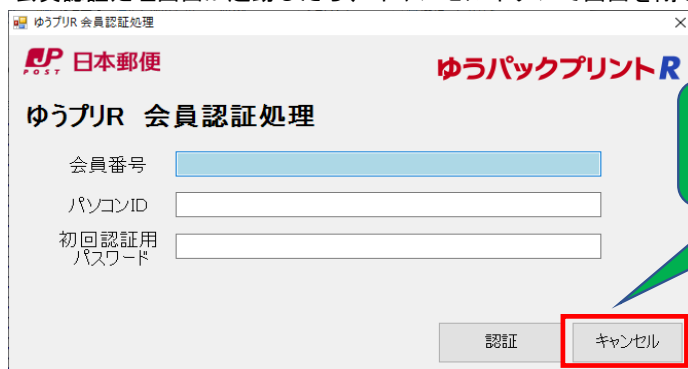 ゆうプリR 会員認証処理
日本郵便
POST
ゆうパックプリントR
ゆうプリR 会員認証処理
会員番号
パソコンID
初回認証用
パスワード
認証
キャンセル